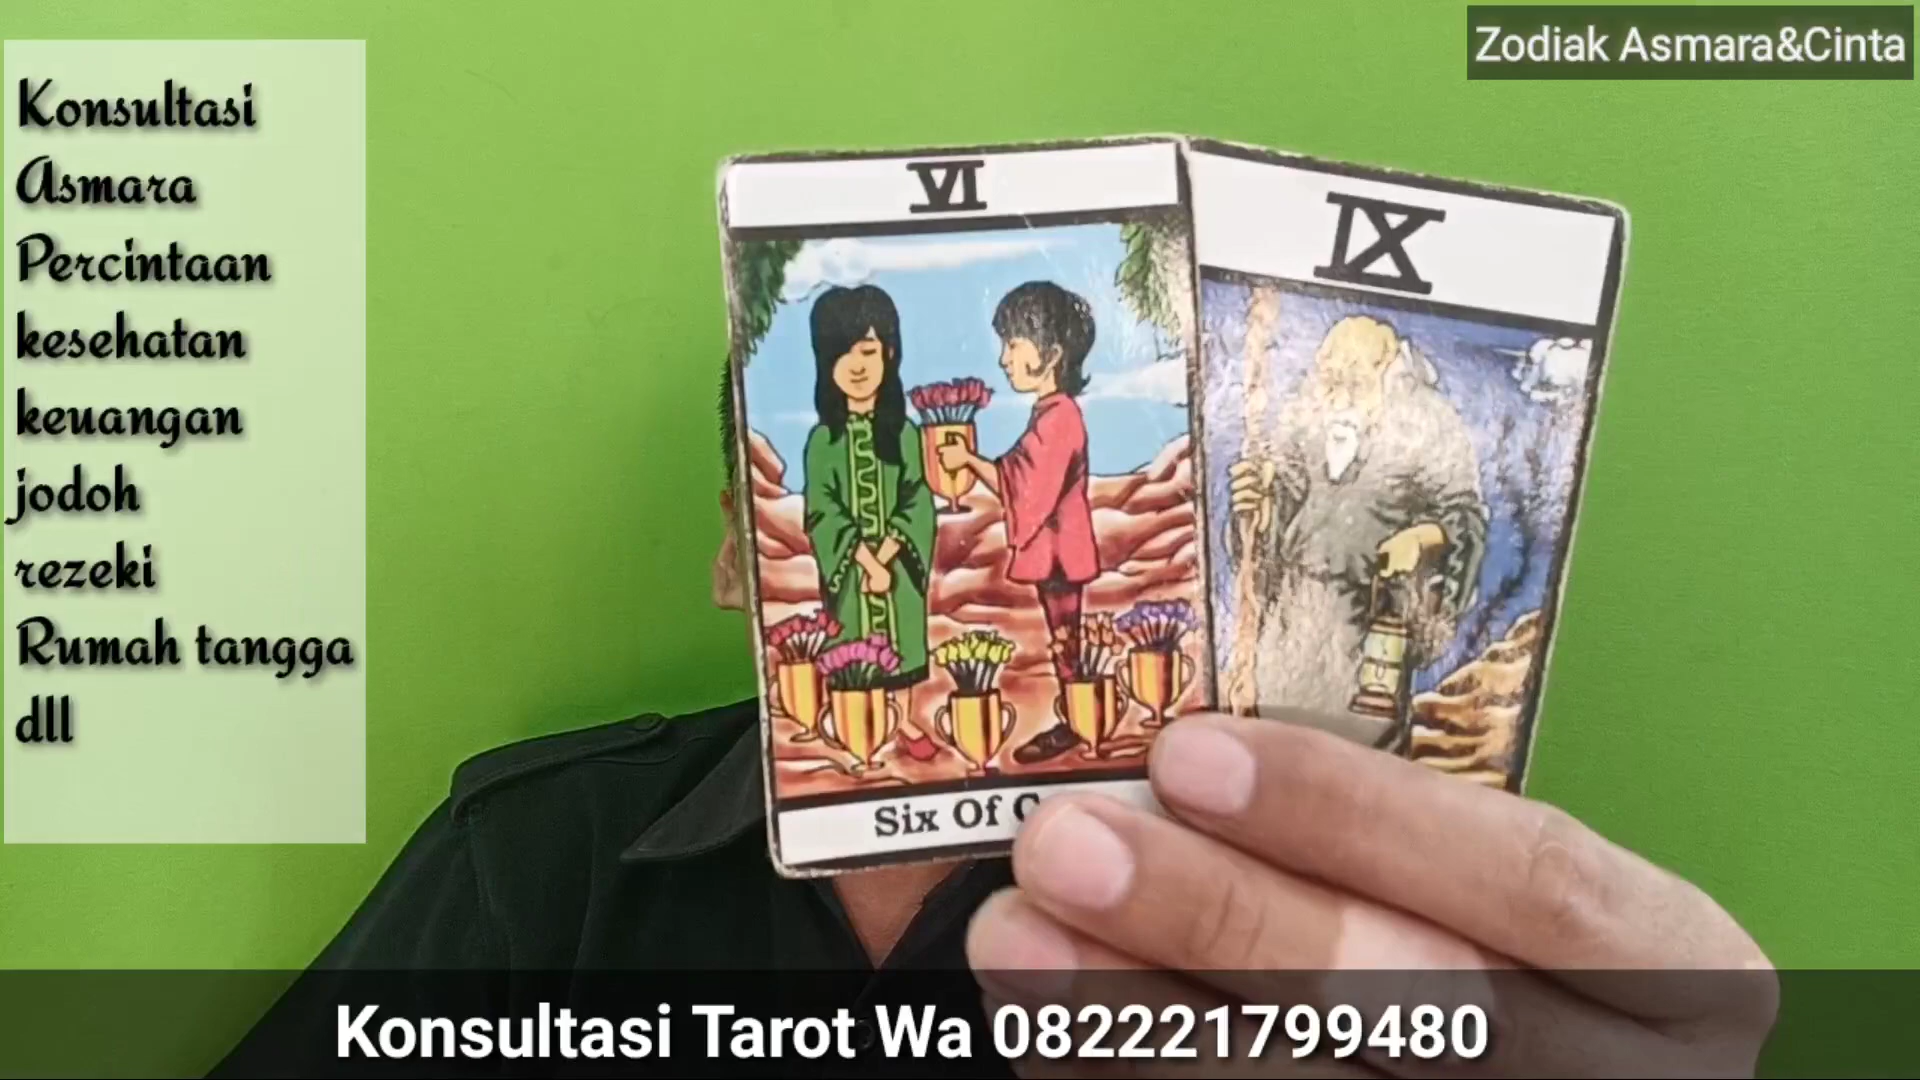 Zodiak Asmara&Cinta
Konsultasi
Asmara
Percintaan
kesehatan
keuangan
jodoh
rezeki
Rumah tangga
dll
VI
IX
Six Of
Konsultasi Tarot Wa 082221799480